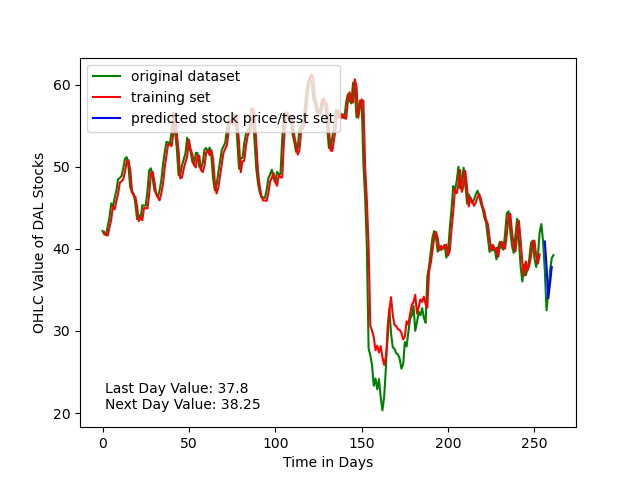 original dataset
training set
predicted stock price/test set
60
50
40
30
20
OHLC Value of DAL Stocks
Last Day Value: 37.8
Next Day Value: 38.25
0 50 100 150 200 250
Time in Days